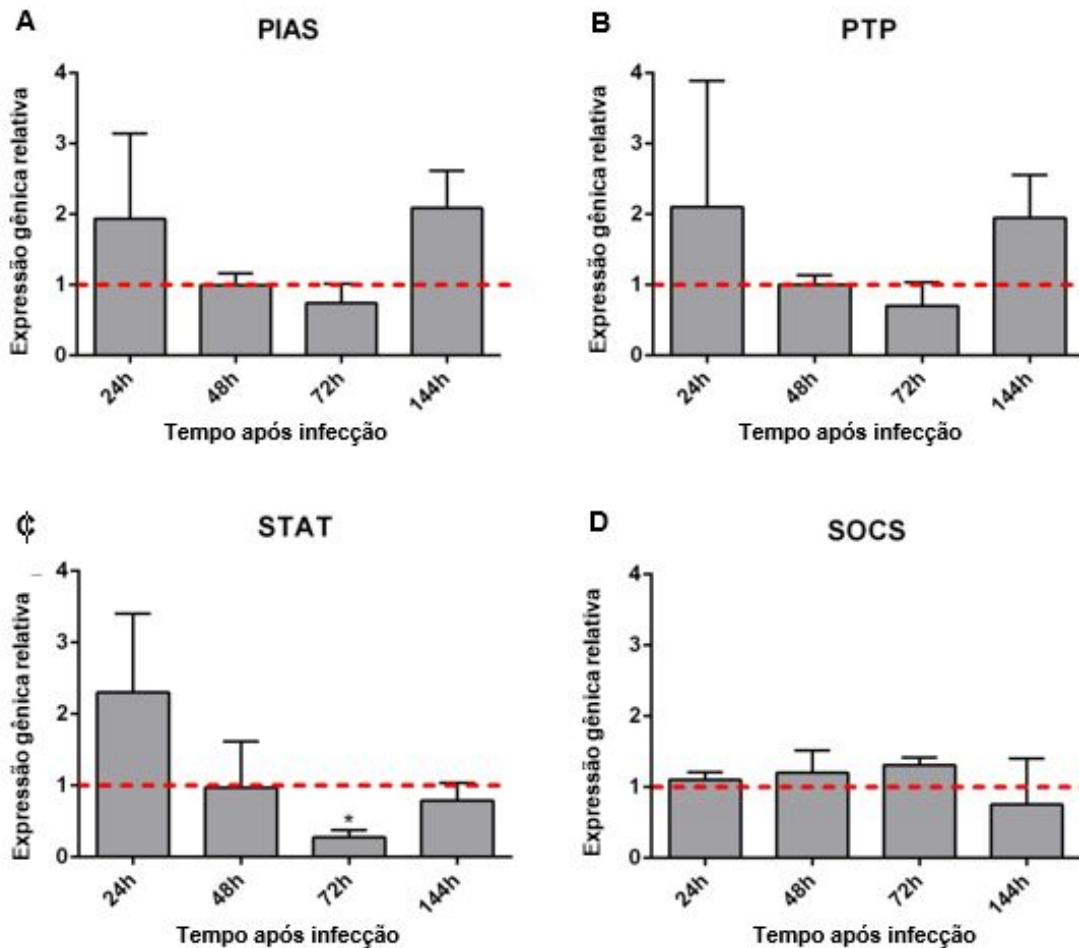 A
PIAS
Expressão gênica relativa
4
3
2
1
0
24h
48h
72h
144h
Tempo após infecção
B
PTP
Expressão gênica relativa
4
3
2
1
0
24h
48h
72h
144h
Tempo após infecção
C
STAT
Expressão gênica relativa
4
3
2
1
0
*
24h
48h
72h
144h
Tempo após infecção
D
SOCS
Expressão gênica relativa
4
3
2
1
0
24h
48h
72h
144h
Tempo após infecção